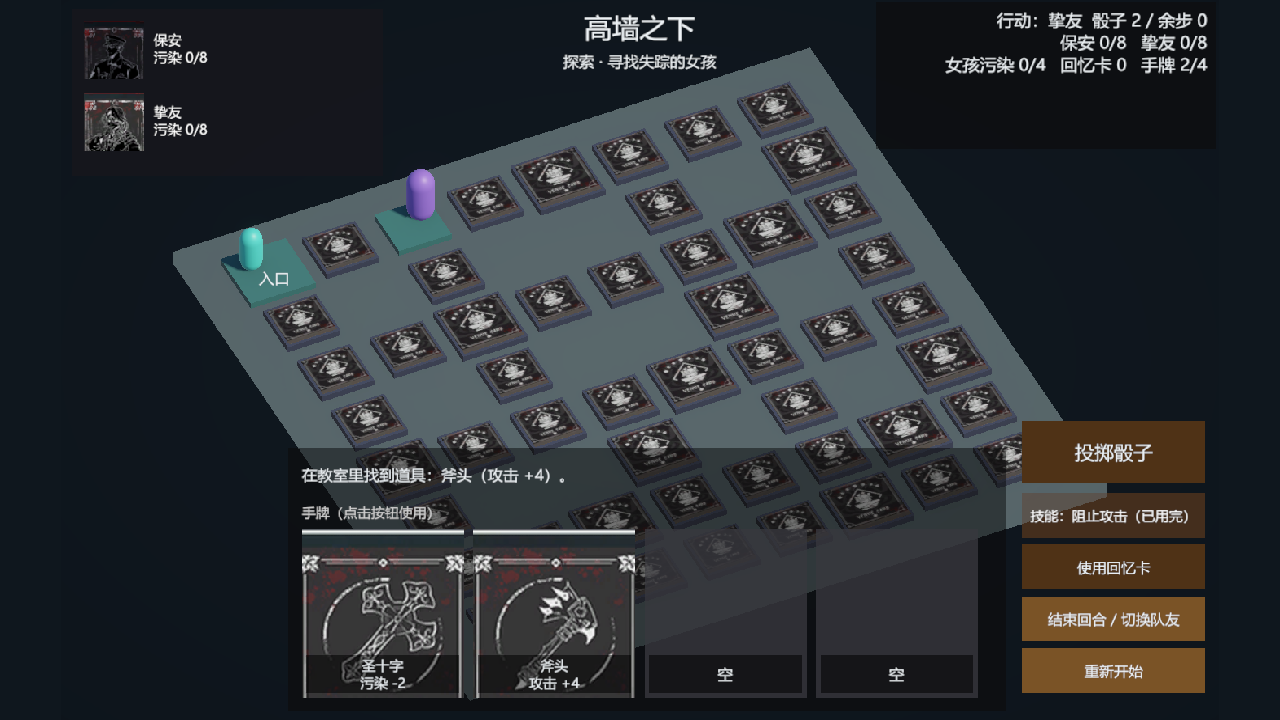 保安
污染 0/8
挚友
污染 0/8
高墙之下
探索 · 寻找失踪的女孩
行动：挚友 骰子 2 / 余步 0
保安 0/8 挚友 0/8
女孩污染 0/4 回忆卡 0 手牌 2/4
入口
在教室里找到道具：斧头（攻击 +4）。
手牌（点击按钮使用）
圣十字
污染 -2
斧头
攻击 +4
空
空
投掷骰子
技能：阻止攻击（已用完）
使用回忆卡
结束回合 / 切换队友
重新开始